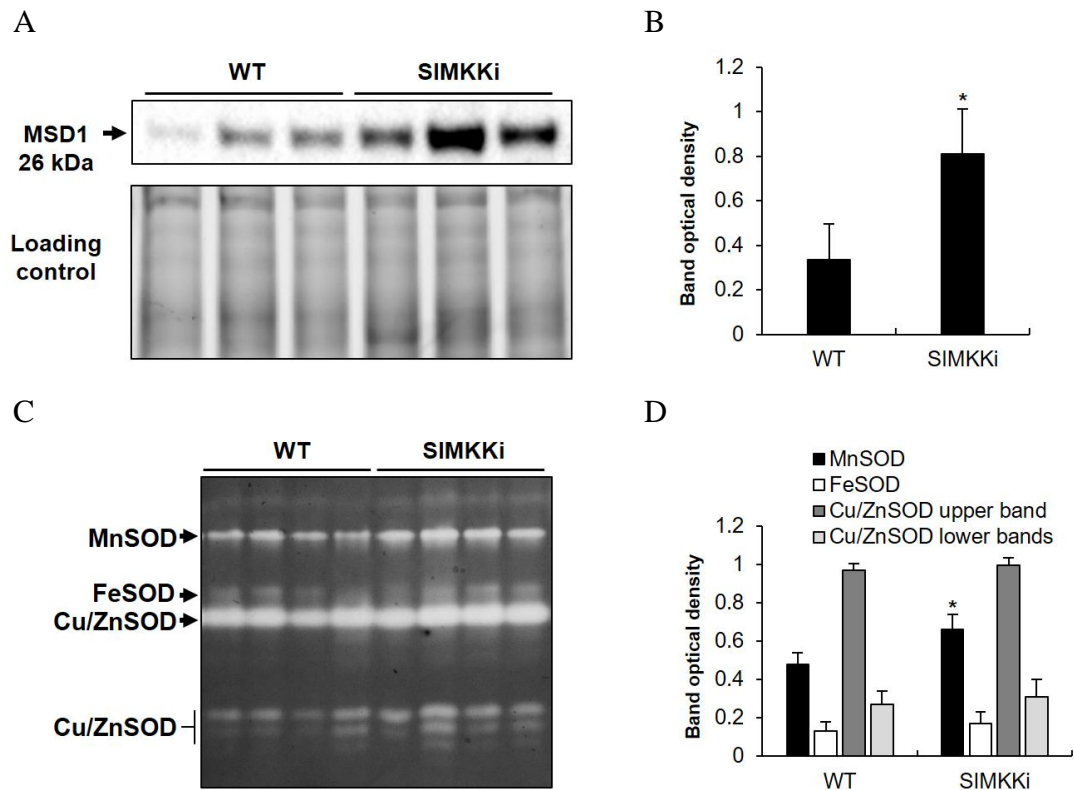 A
WT SIMKKi
MSD1
26 kDa
Loading
control
B
1.2
1
0.8
0.6
0.4
0.2
0
Band optical density
*
WT SIMKKi
C
WT SIMKKi
MnSOD
FeSOD
Cu/ZnSOD
Cu/ZnSOD
D
MnSOD
FeSOD
Cu/ZnSOD upper band
Cu/ZnSOD lower bands
1.2
1
0.8
0.6
0.4
0.2
0
Band optical density
*
WT SIMKKi